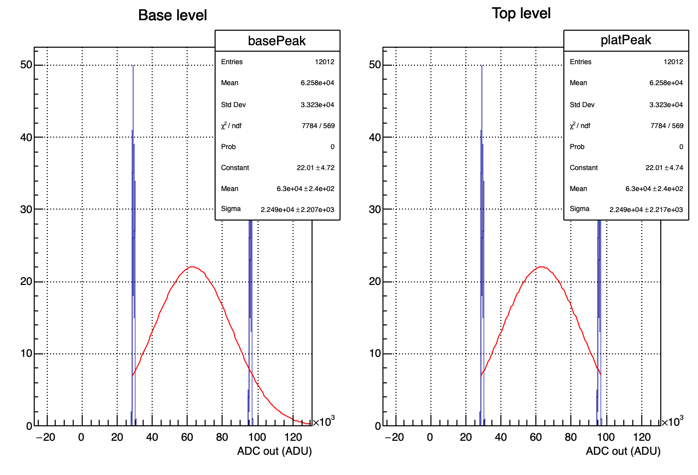 Base level
basePeak
Entries 12012
Mean 6.258e+04
Std Dev 3.323e+04
χ² / ndf 7784 / 569
Prob 0
Constant 22.01 ± 4.72
Mean 6.3e+04 ± 2.4e+02
Sigma 2.249e+04 ± 2.207e+03
50
40
30
20
10
0
−20 0 20 40 60 80 100 120
×10³
ADC out (ADU)
Top level
platPeak
Entries 12012
Mean 6.258e+04
Std Dev 3.323e+04
χ² / ndf 7784 / 569
Prob 0
Constant 22.01 ± 4.74
Mean 6.3e+04 ± 2.4e+02
Sigma 2.249e+04 ± 2.217e+03
50
40
30
20
10
0
−20 0 20 40 60 80 100 120
×10³
ADC out (ADU)